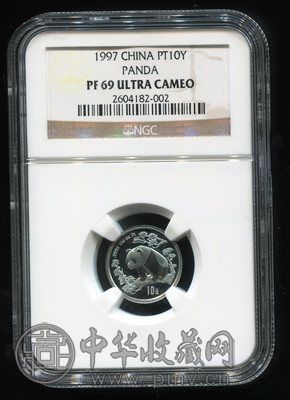 1997 CHINA PT10Y
PANDA
PF 69 ULTRA CAMEO
2604182-002
NGC
10元
中华收藏网
www.pmv.cn